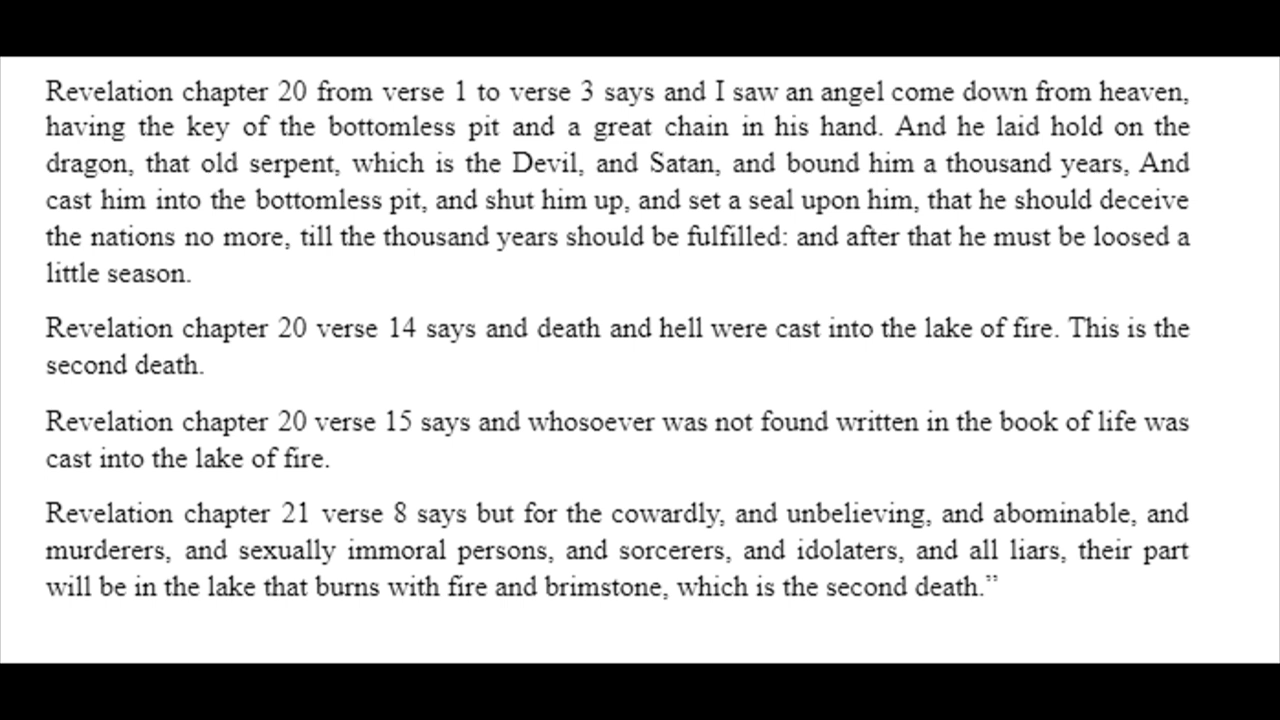 Revelation chapter 20 from verse 1 to verse 3 says and I saw an angel come down from heaven,
having the key of the bottomless pit and a great chain in his hand. And he laid hold on the
dragon, that old serpent, which is the Devil, and Satan, and bound him a thousand years, And
cast him into the bottomless pit, and shut him up, and set a seal upon him, that he should deceive
the nations no more, till the thousand years should be fulfilled: and after that he must be loosed a
little season.
Revelation chapter 20 verse 14 says and death and hell were cast into the lake of fire. This is the
second death.
Revelation chapter 20 verse 15 says and whosoever was not found written in the book of life was
cast into the lake of fire.
Revelation chapter 21 verse 8 says but for the cowardly, and unbelieving, and abominable, and
murderers, and sexually immoral persons, and sorcerers, and idolaters, and all liars, their part
will be in the lake that burns with fire and brimstone, which is the second death.”